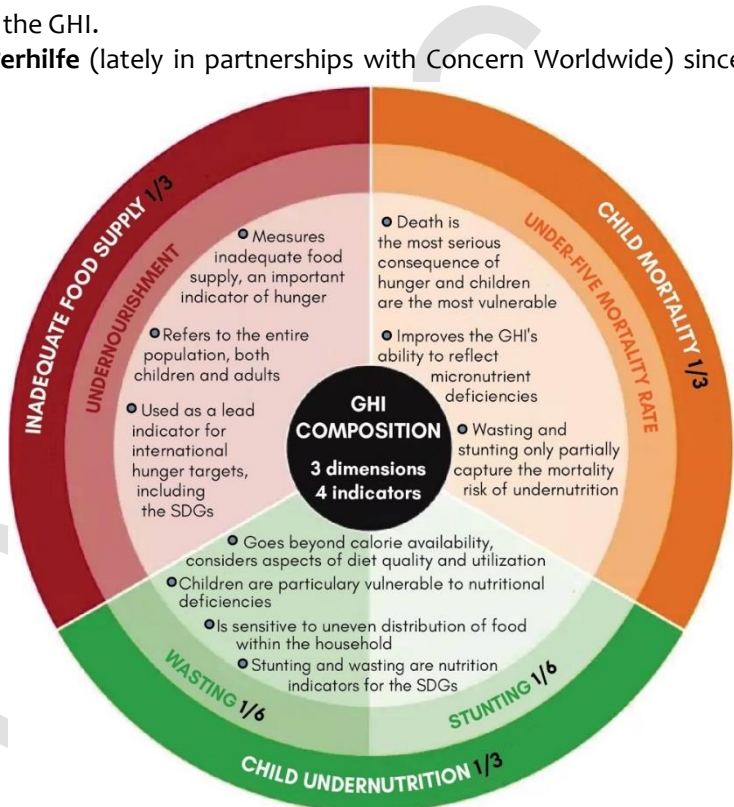 the GHI.
erhilfe (lately in partnerships with Concern Worldwide) since
INADEQUATE FOOD SUPPLY 1/3
UNDERNOURISHMENT
Measures
inadequate food
supply, an important
indicator of hunger
Refers to the entire
population, both
children and adults
Used as a lead
indicator for
international
hunger targets,
including
the SDGs
CHILD MORTALITY 1/3
UNDER-FIVE MORTALITY RATE
Death is
the most serious
consequence of
hunger and children
are the most vulnerable
Improves the GHI's
ability to reflect
micronutrient
deficiencies
Wasting and
stunting only partially
capture the mortality
risk of undernutrition
GHI
COMPOSITION
3 dimensions
4 indicators
Goes beyond calorie availability,
considers aspects of diet quality and utilization
Children are particulary vulnerable to nutritional
deficiencies
Is sensitive to uneven distribution of food
within the household
Stunting and wasting are nutrition
indicators for the SDGs
WASTING 1/6
STUNTING 1/6
CHILD UNDERNUTRITION 1/3